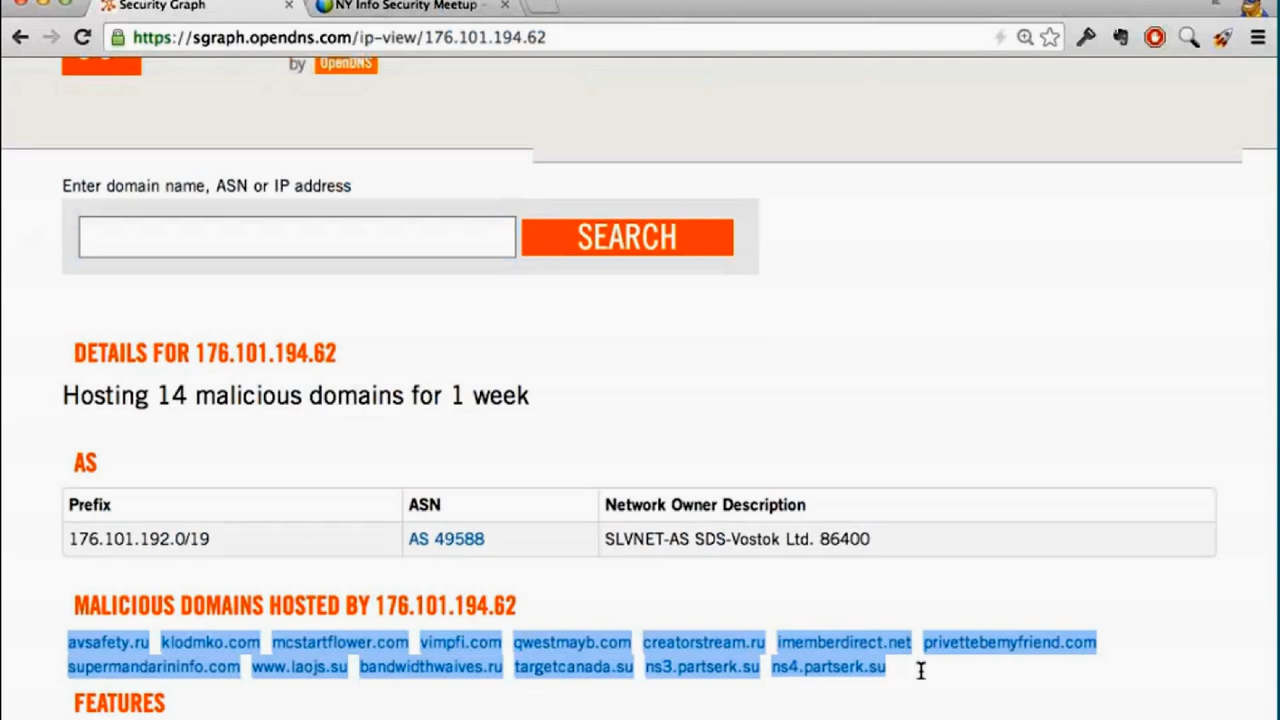 Security Graph
NY Info Security Meetup
https://sgraph.opendns.com/ip-view/176.101.194.62
by OpenDNS
Enter domain name, ASN or IP address
SEARCH
DETAILS FOR 176.101.194.62
Hosting 14 malicious domains for 1 week
AS
Prefix ASN Network Owner Description
176.101.192.0/19 AS 49588 SLVNET-AS SDS-Vostok Ltd. 86400
MALICIOUS DOMAINS HOSTED BY 176.101.194.62
avsafety.ru klodmko.com mcstartflower.com vimpfi.com qwestmayb.com creatorstream.ru imemberdirect.net privettebemyfriend.com
supermandarininfo.com www.laojs.su bandwidthwaives.ru targetcanada.su ns3.partserk.su ns4.partserk.su
FEATURES